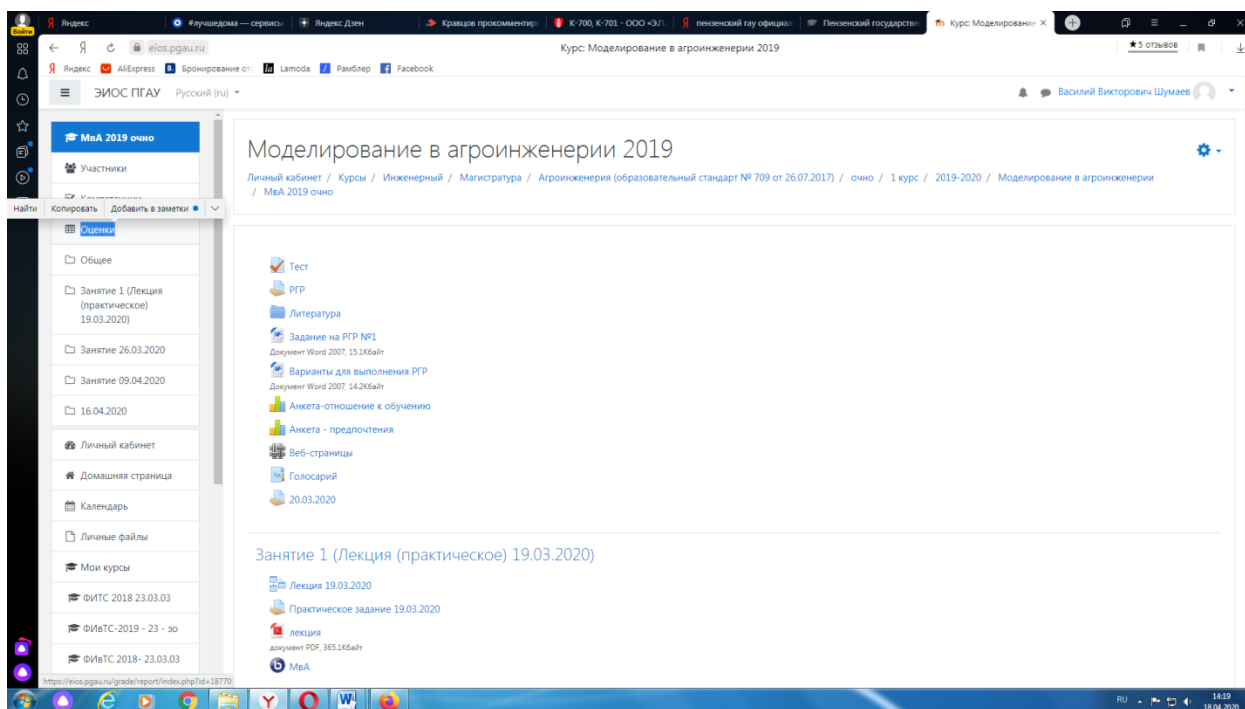 Яндекс
#лучшедома — сервисы
Яндекс Дзен
Кравцов прокомментир
К-700, К-701 - ООО «Э.Л.
пензенский гау официал
Пензенский государстве
Курс: Моделирование
Войти
eios.pgau.ru
Курс: Моделирование в агроинженерии 2019
★5 отзывов
Яндекс
AliExpress
Бронирование от
Lamoda
Рамблер
Facebook
ЭИОС ПГАУ
Русский (ru)
Василий Викторович Шумаев
МвА 2019 очно
Участники
Компетенции
Найти
Копировать
Добавить в заметки
Оценки
Общее
Занятие 1 (Лекция
(практическое)
19.03.2020)
Занятие 26.03.2020
Занятие 09.04.2020
16.04.2020
Личный кабинет
Домашняя страница
Календарь
Личные файлы
Мои курсы
ФИТС 2018 23.03.03
ФИвТС-2019 - 23 - зо
ФИвТС 2018- 23.03.03
https://eios.pgau.ru/grade/report/index.php?id=18770
Моделирование в агроинженерии 2019
Личный кабинет / Курсы / Инженерный / Магистратура / Агроинженерия (образовательный стандарт № 709 от 26.07.2017) / очно / 1 курс / 2019-2020 / Моделирование в агроинженерии
/ МвА 2019 очно
Тест
РГР
Литература
Задание на РГР №1
Документ Word 2007, 15.1Кбайт
Варианты для выполнения РГР
Документ Word 2007, 14.2Кбайт
Анкета-отношение к обучению
Анкета - предпочтения
Веб-страницы
Голосарий
20.03.2020
Занятие 1 (Лекция (практическое) 19.03.2020)
Лекция 19.03.2020
Практическое задание 19.03.2020
лекция
документ PDF, 365.1Кбайт
МвА
RU
14:19
18.04.2020